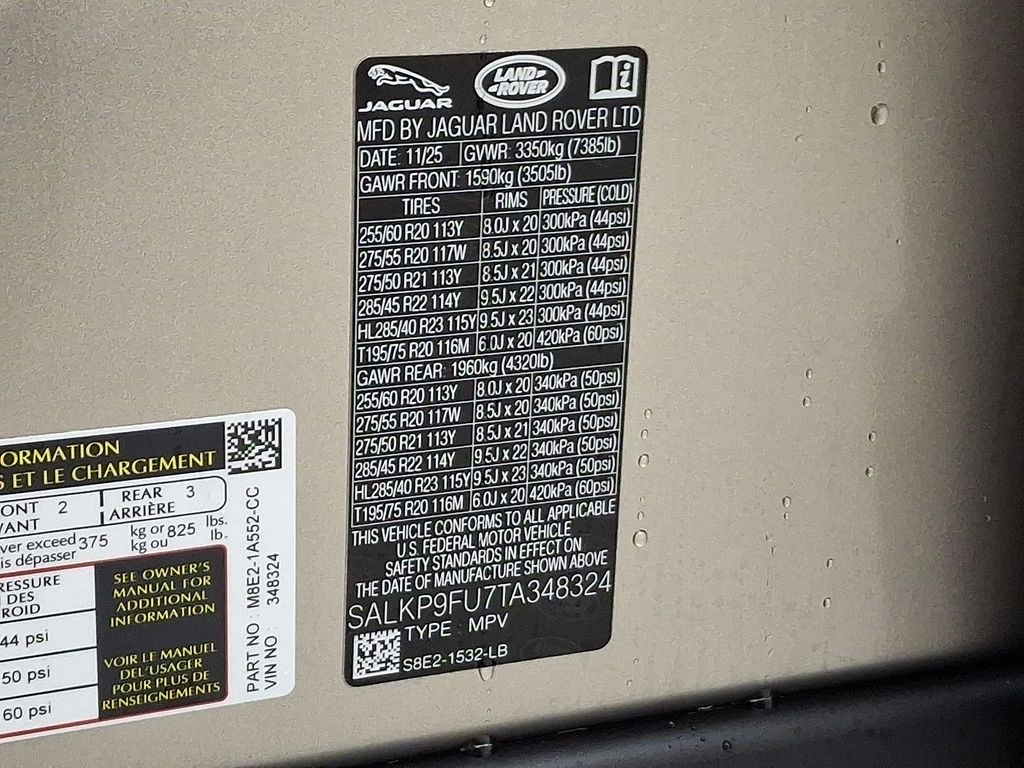 JAGUAR LAND ROVER i
MFD BY JAGUAR LAND ROVER LTD
DATE: 11/25 GVWR: 3350kg (7385lb)
GAWR FRONT: 1590kg (3505lb)
TIRES RIMS PRESSURE (COLD)
255/60 R20 113Y 8.0J x 20 300kPa (44psi)
275/55 R20 117W 8.5J x 20 300kPa (44psi)
275/50 R21 113Y 8.5J x 21 300kPa (44psi)
285/45 R22 114Y 9.5J x 22 300kPa (44psi)
HL285/40 R23 115Y 9.5J x 23 300kPa (44psi)
T195/75 R20 116M 6.0J x 20 420kPa (60psi)
GAWR REAR: 1960kg (4320lb)
255/60 R20 113Y 8.0J x 20 340kPa (50psi)
275/55 R20 117W 8.5J x 20 340kPa (50psi)
275/50 R21 113Y 8.5J x 21 340kPa (50psi)
285/45 R22 114Y 9.5J x 22 340kPa (50psi)
HL285/40 R23 115Y 9.5J x 23 340kPa (50psi)
T195/75 R20 116M 6.0J x 20 420kPa (60psi)
THIS VEHICLE CONFORMS TO ALL APPLICABLE
U.S. FEDERAL MOTOR VEHICLE
SAFETY STANDARDS IN EFFECT ON
THE DATE OF MANUFACTURE SHOWN ABOVE
SALKP9FU7TA348324
TYPE : MPV
S8E2-1532-LB
ORMATION
S ET LE CHARGEMENT
ONT 2 REAR 3
VANT ARRIÈRE
ver exceed 375 kg or 825 lbs.
is dépasser kg ou lb.
RESSURE
DES
ROID
44 psi
50 psi
60 psi
SEE OWNER'S
MANUAL FOR
ADDITIONAL
INFORMATION
VOIR LE MANUEL
DEL'USAGER
POUR PLUS DE
RENSEIGNEMENTS
PART NO : M8E2-1A552-CC
VIN NO : 348324